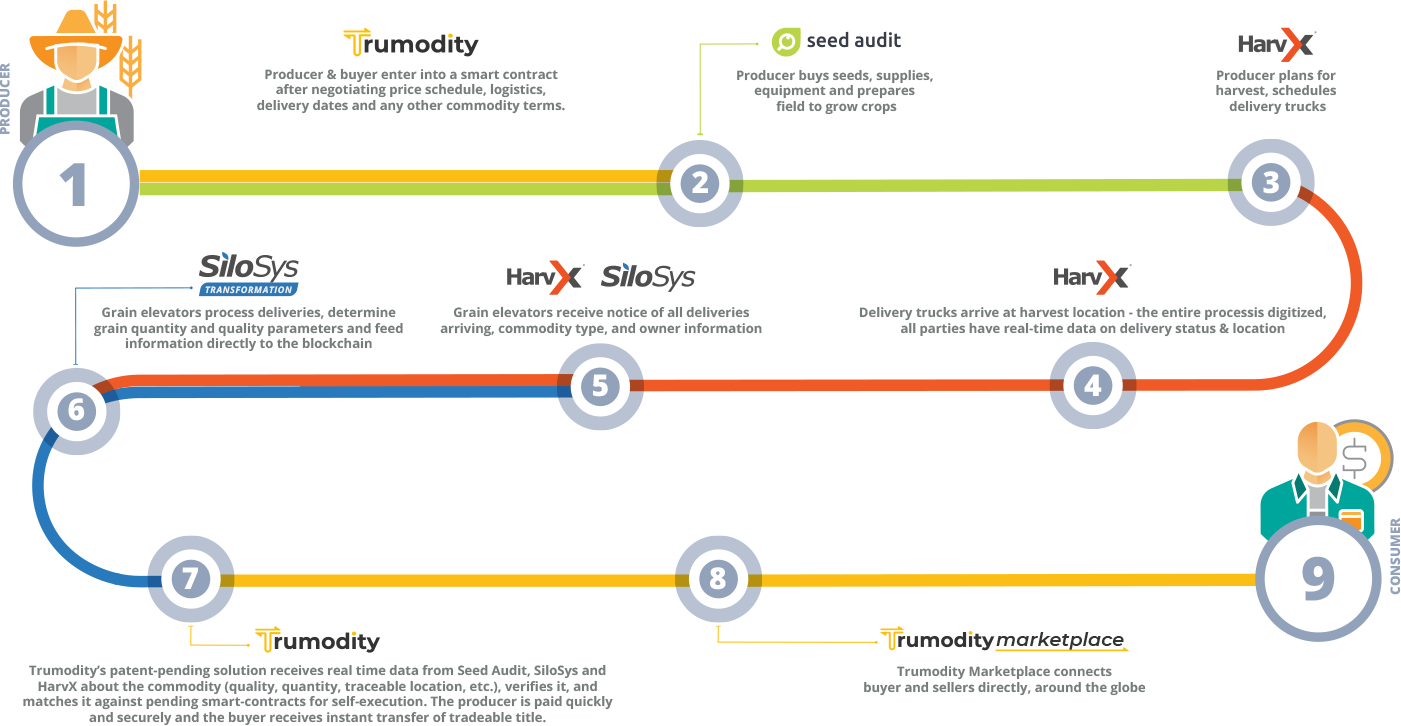 PRODUCER
1
Trumodity
Producer & buyer enter into a smart contract
after negotiating price schedule, logistics,
delivery dates and any other commodity terms.
2
seed audit
Producer buys seeds, supplies,
equipment and prepares
field to grow crops
3
HarvX
Producer plans for
harvest, schedules
delivery trucks
HarvX
Delivery trucks arrive at harvest location - the entire processis digitized,
all parties have real-time data on delivery status & location
4
HarvX SiloSys
Grain elevators receive notice of all deliveries
arriving, commodity type, and owner information
5
SiloSys
TRANSFORMATION
Grain elevators process deliveries, determine
grain quantity and quality parameters and feed
information directly to the blockchain
6
7
Trumodity
Trumodity’s patent-pending solution receives real time data from Seed Audit, SiloSys and
HarvX about the commodity (quality, quantity, traceable location, etc.), verifies it, and
matches it against pending smart-contracts for self-execution. The producer is paid quickly
and securely and the buyer receives instant transfer of tradeable title.
8
Trumodity marketplace
Trumodity Marketplace connects
buyer and sellers directly, around the globe
$
9
CONSUMER